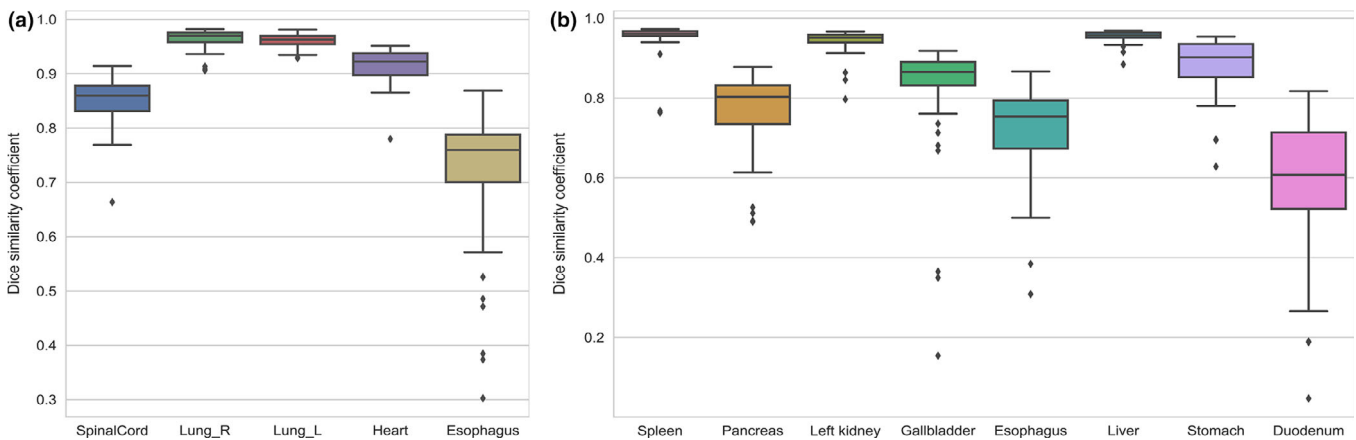 (a)
Dice similarity coefficient
1.0
0.9
0.8
0.7
0.6
0.5
0.4
0.3
SpinalCord Lung_R Lung_L Heart Esophagus
(b)
Dice similarity coefficient
1.0
0.8
0.6
0.4
0.2
Spleen Pancreas Left kidney Gallbladder Esophagus Liver Stomach Duodenum